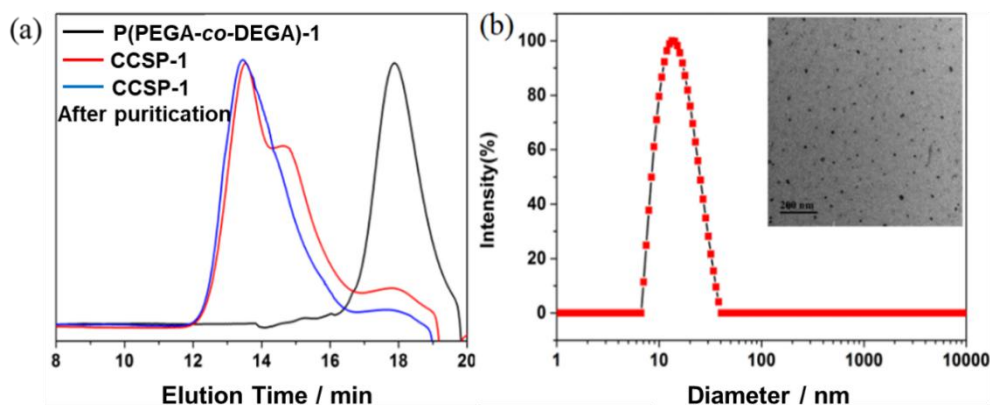 (a)
P(PEGA-co-DEGA)-1
CCSP-1
CCSP-1
After puritication
8 10 12 14 16 18 20
Elution Time / min
(b)
100
80
60
40
20
0
Intensity(%)
200 nm
1 10 100 1000 10000
Diameter / nm